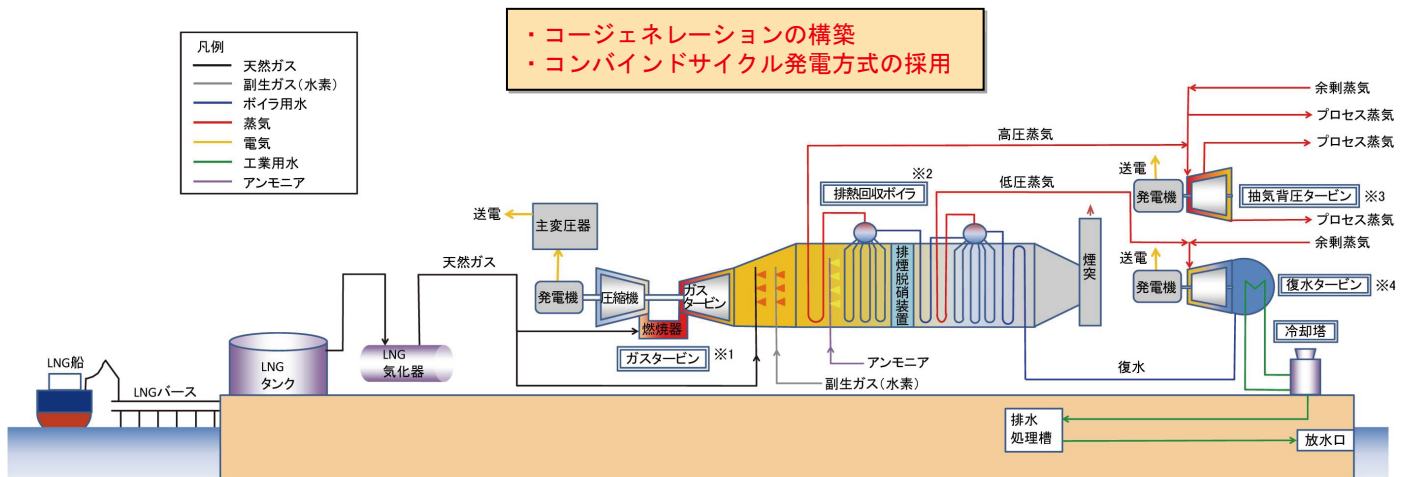 ・コージェネレーションの構築
・コンバインドサイクル発電方式の採用
凡例
天然ガス
副生ガス(水素)
ボイラ用水
蒸気
電気
工業用水
アンモニア
余剰蒸気
プロセス蒸気
高圧蒸気
プロセス蒸気
※2
送電
排熱回収ボイラ
低圧蒸気
発電機
抽気背圧タービン
※3
送電
主変圧器
プロセス蒸気
余剰蒸気
天然ガス
送電
排煙脱硝装置
煙突
発電機
圧縮機
ガス
タービン
発電機
復水タービン
※4
燃焼器
冷却塔
LNG
気化器
ガスタービン
※1
アンモニア
LNG船
LNG
タンク
復水
副生ガス(水素)
LNGバース
排水
処理槽
放水口